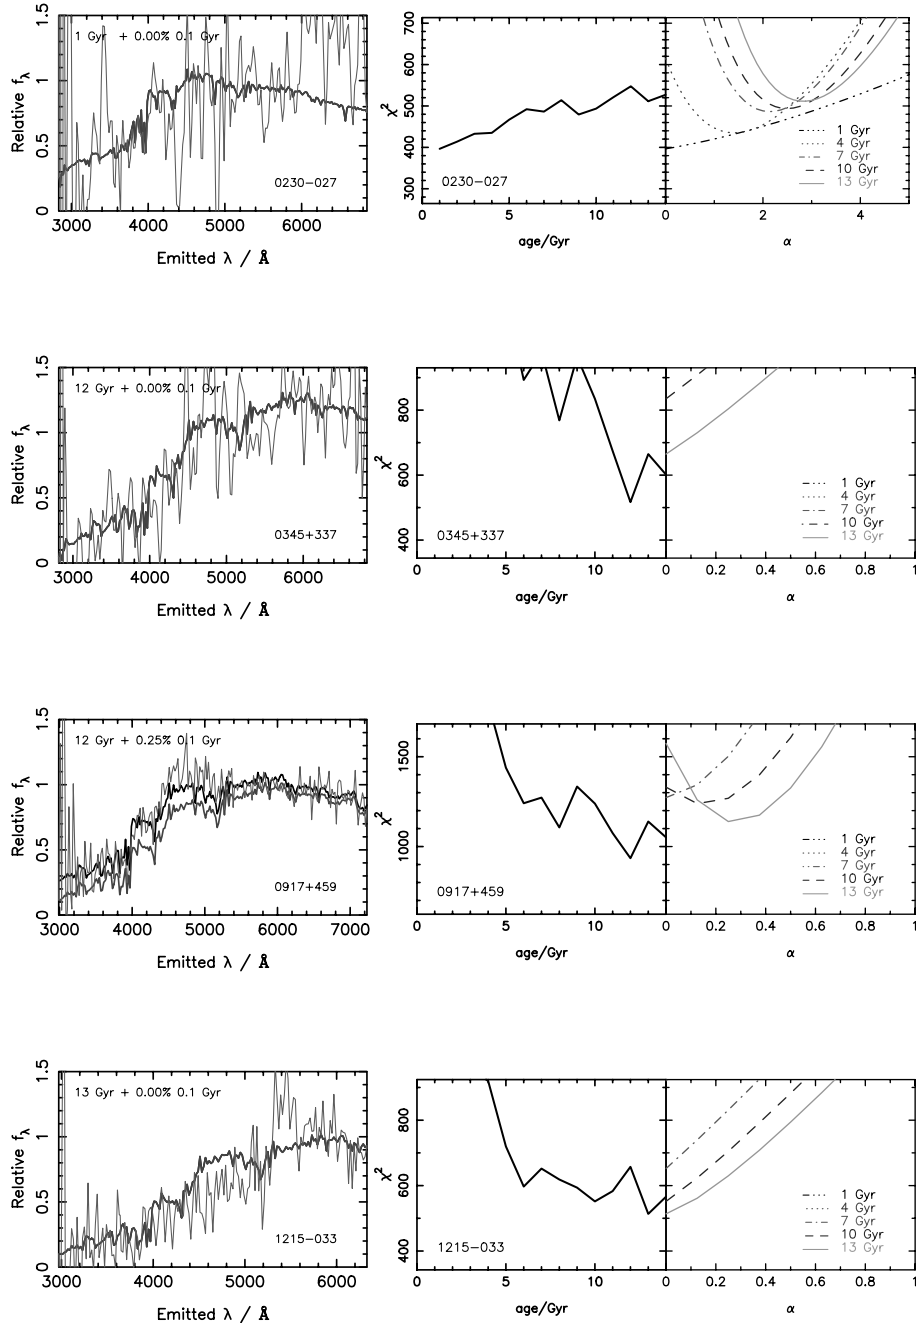 1 Gyr + 0.00% 0.1 Gyr
Relative fλ
0 0.5 1 1.5
0230−027
3000 4000 5000 6000
Emitted λ / Å
χ²
300 400 500 600 700
0230−027
0 5 10
age/Gyr
1 Gyr
4 Gyr
7 Gyr
10 Gyr
13 Gyr
0 2 4
α
12 Gyr + 0.00% 0.1 Gyr
Relative fλ
0 0.5 1 1.5
0345+337
3000 4000 5000 6000
Emitted λ / Å
χ²
400 600 800
0345+337
0 5 10
age/Gyr
1 Gyr
4 Gyr
7 Gyr
10 Gyr
13 Gyr
0 0.2 0.4 0.6 0.8 1
α
12 Gyr + 0.25% 0.1 Gyr
Relative fλ
0 0.5 1 1.5
0917+459
3000 4000 5000 6000 7000
Emitted λ / Å
χ²
1000 1500
0917+459
0 5 10
age/Gyr
1 Gyr
4 Gyr
7 Gyr
10 Gyr
13 Gyr
0 0.2 0.4 0.6 0.8 1
α
13 Gyr + 0.00% 0.1 Gyr
Relative fλ
0 0.5 1 1.5
1215−033
3000 4000 5000 6000
Emitted λ / Å
χ²
400 600 800
1215−033
0 5 10
age/Gyr
1 Gyr
4 Gyr
7 Gyr
10 Gyr
13 Gyr
0 0.2 0.4 0.6 0.8 1
α